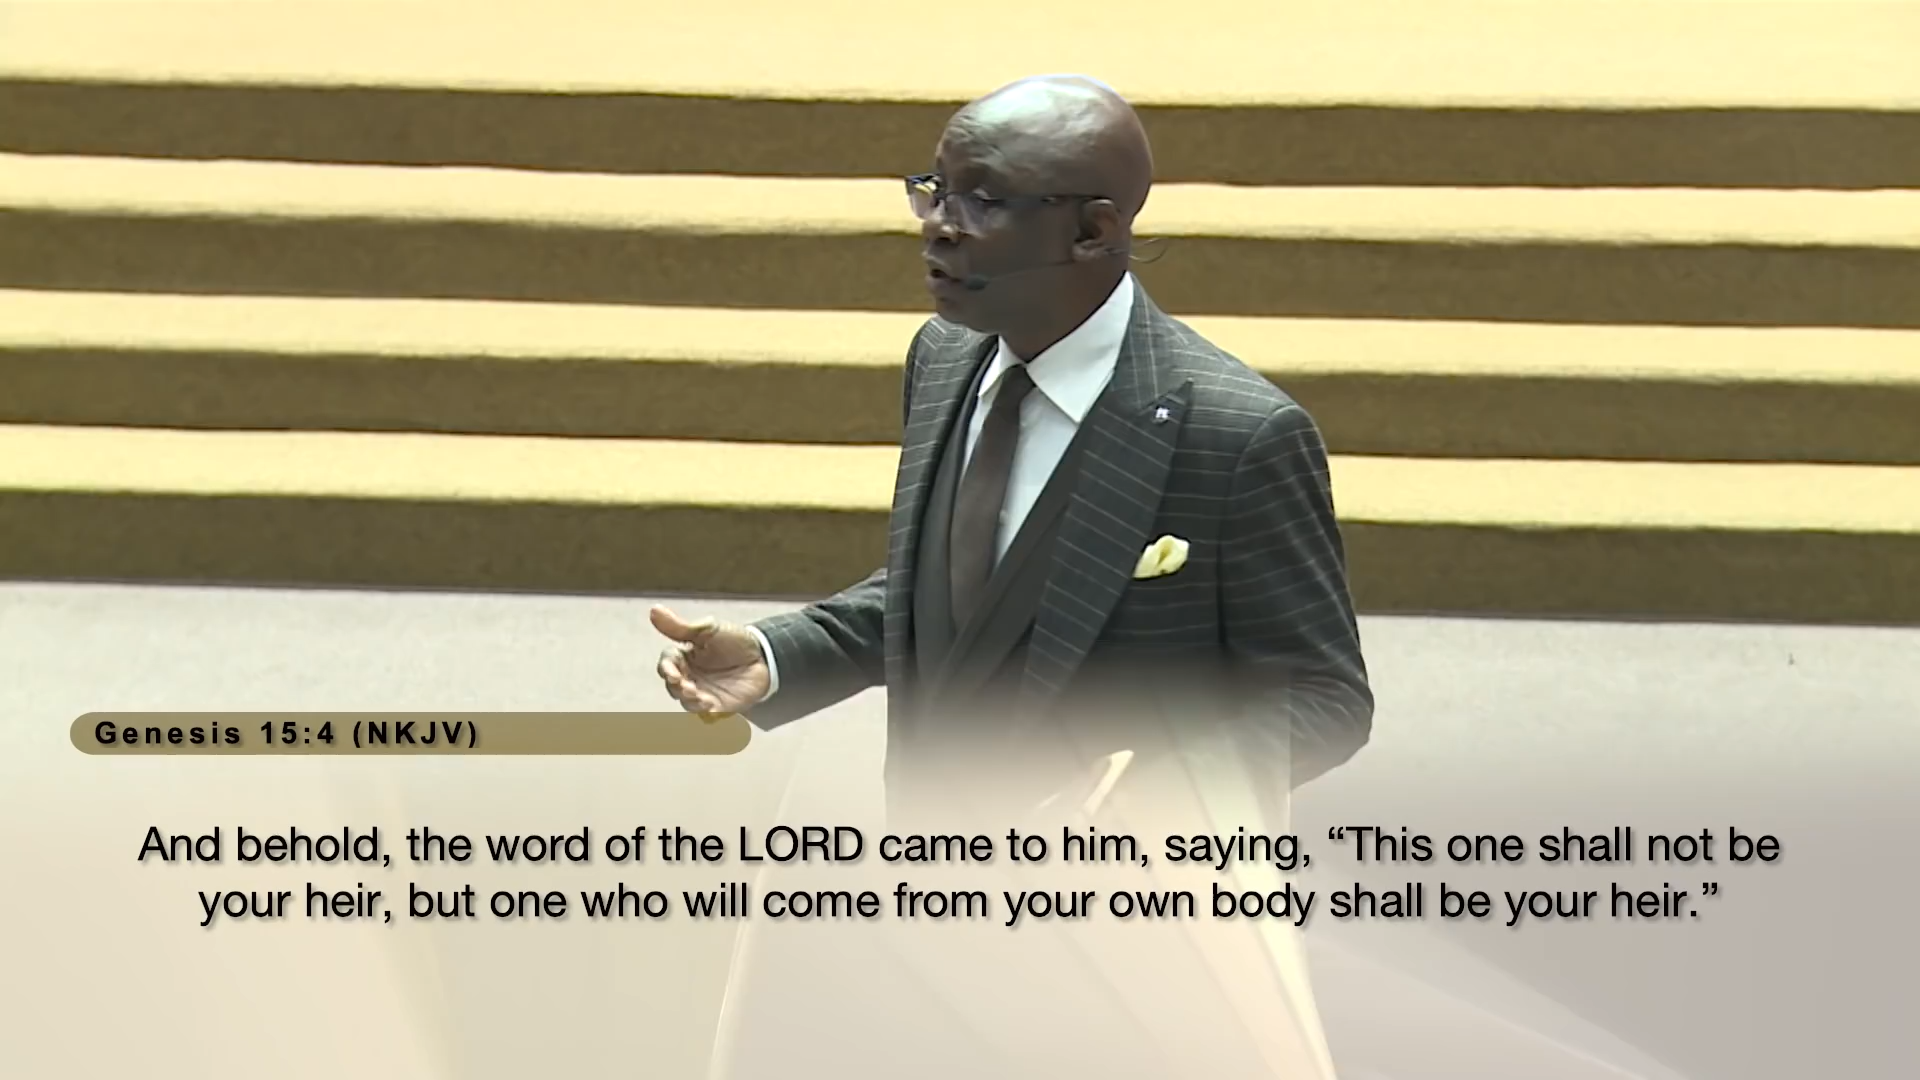 Genesis 15:4 (NKJV)
And behold, the word of the LORD came to him, saying, “This one shall not be
your heir, but one who will come from your own body shall be your heir.”